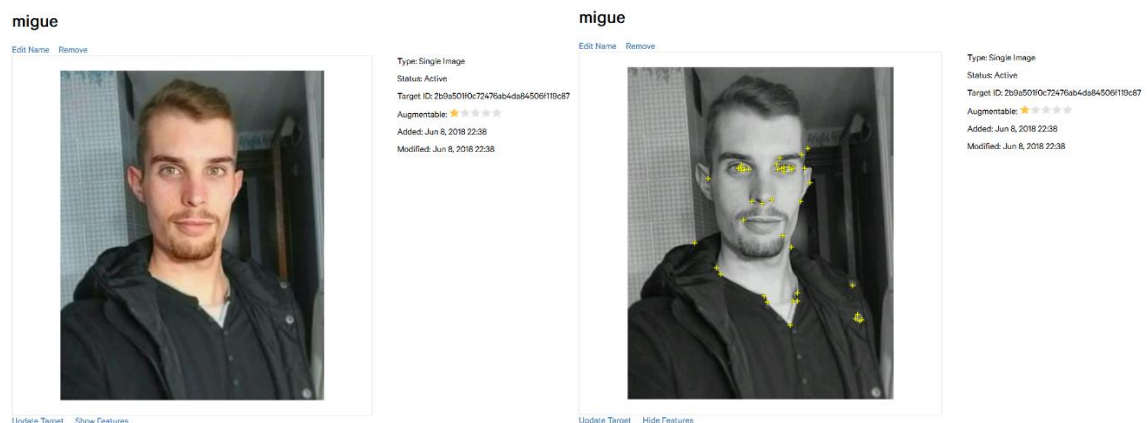 migue
Edit Name Remove
Type: Single Image
Status: Active
Target ID: 2b9a501f0c72476ab4da84506f119c87
Augmentable:
Added: Jun 8, 2018 22:38
Modified: Jun 8, 2018 22:38
Update Target Show Features
migue
Edit Name Remove
Type: Single Image
Status: Active
Target ID: 2b9a501f0c72476ab4da84506f119c87
Augmentable:
Added: Jun 8, 2018 22:38
Modified: Jun 8, 2018 22:38
Update Target Hide Features